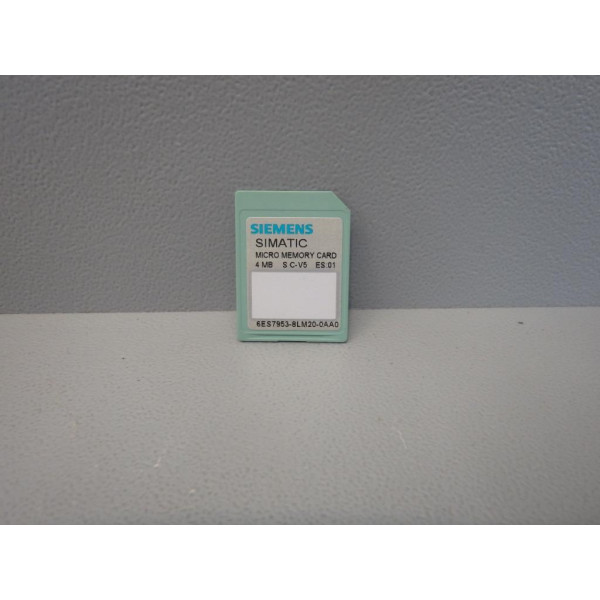 SIEMENS
SIMATIC
MICRO MEMORY CARD
4 MB S C-V5 ES:01
6ES7953-8LM20-0AA0